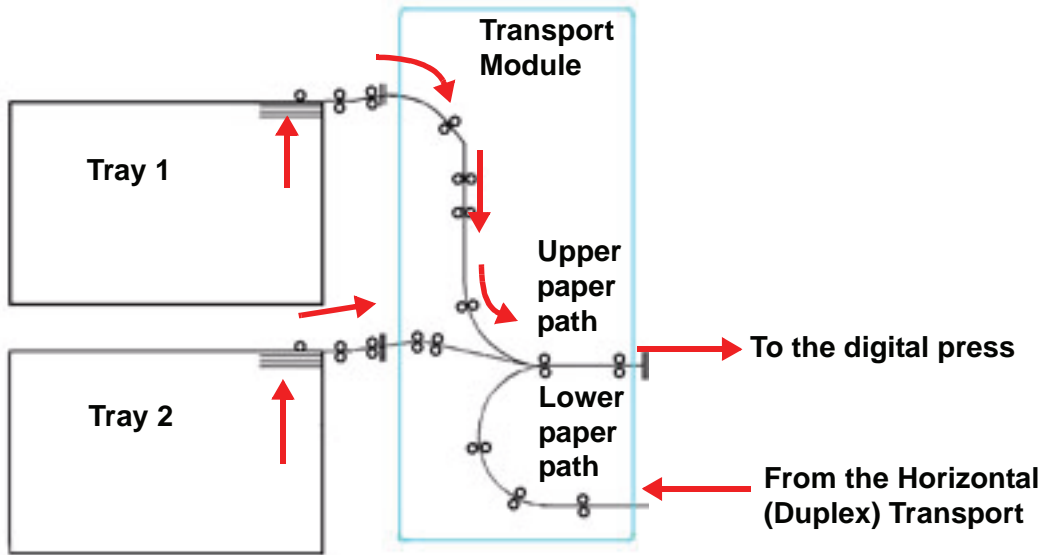 Transport
Module
Tray 1
Upper
paper
path
To the digital press
Lower
paper
path
Tray 2
From the Horizontal
(Duplex) Transport